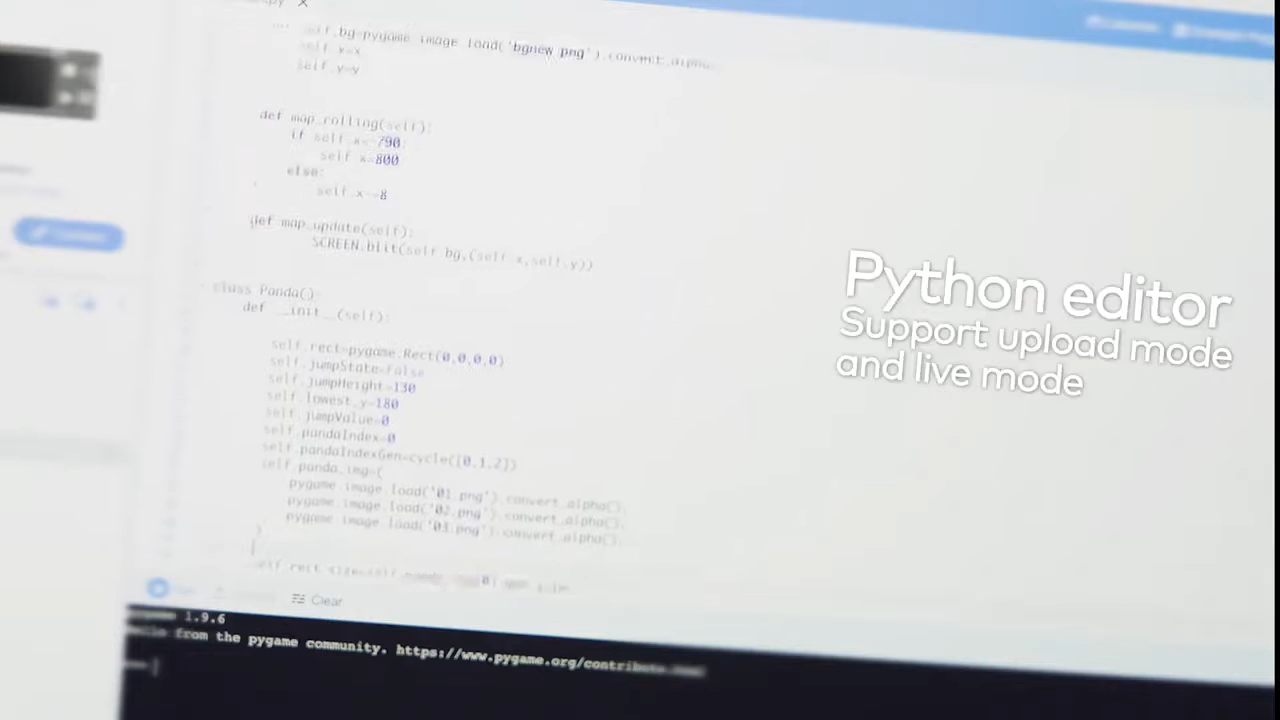 self.bg=pygame.image.load('bgnew.png').convert_alpha()
self.x=x
self.y=y
def map_rolling(self):
if self.x<-790:
self.x=800
else:
self.x-=8
def map_update(self):
SCREEN.blit(self.bg,(self.x,self.y))
class Panda():
def __init__(self):
self.rect=pygame.Rect(0,0,0,0)
self.jumpState=False
self.jumpHeight=130
self.lowest_y=180
self.jumpValue=0
self.pandaIndex=0
self.pandaIndexGen=cycle([0,1,2])
self.panda_img=(
pygame.image.load('01.png').convert_alpha(),
pygame.image.load('02.png').convert_alpha(),
pygame.image.load('03.png').convert_alpha(),
)
Python editor
Support upload mode
and live mode
Clear
1.9.6
from the pygame community. https://www.pygame.org/contribute.html